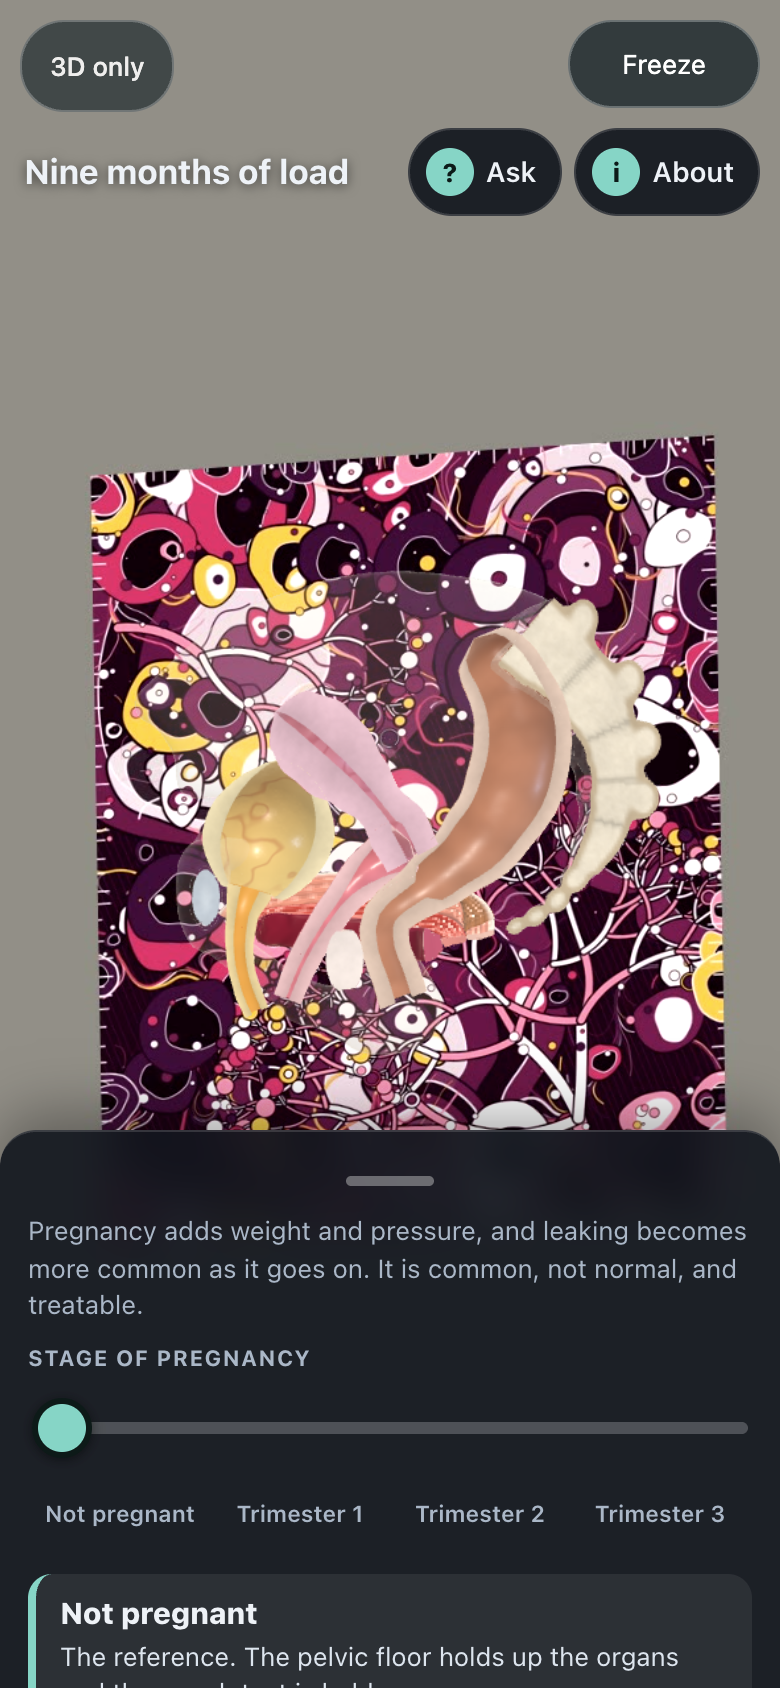 3D only
Freeze
Nine months of load
? Ask
i About
Pregnancy adds weight and pressure, and leaking becomes
more common as it goes on. It is common, not normal, and
treatable.
STAGE OF PREGNANCY
Not pregnant
Trimester 1
Trimester 2
Trimester 3
Not pregnant
The reference. The pelvic floor holds up the organs